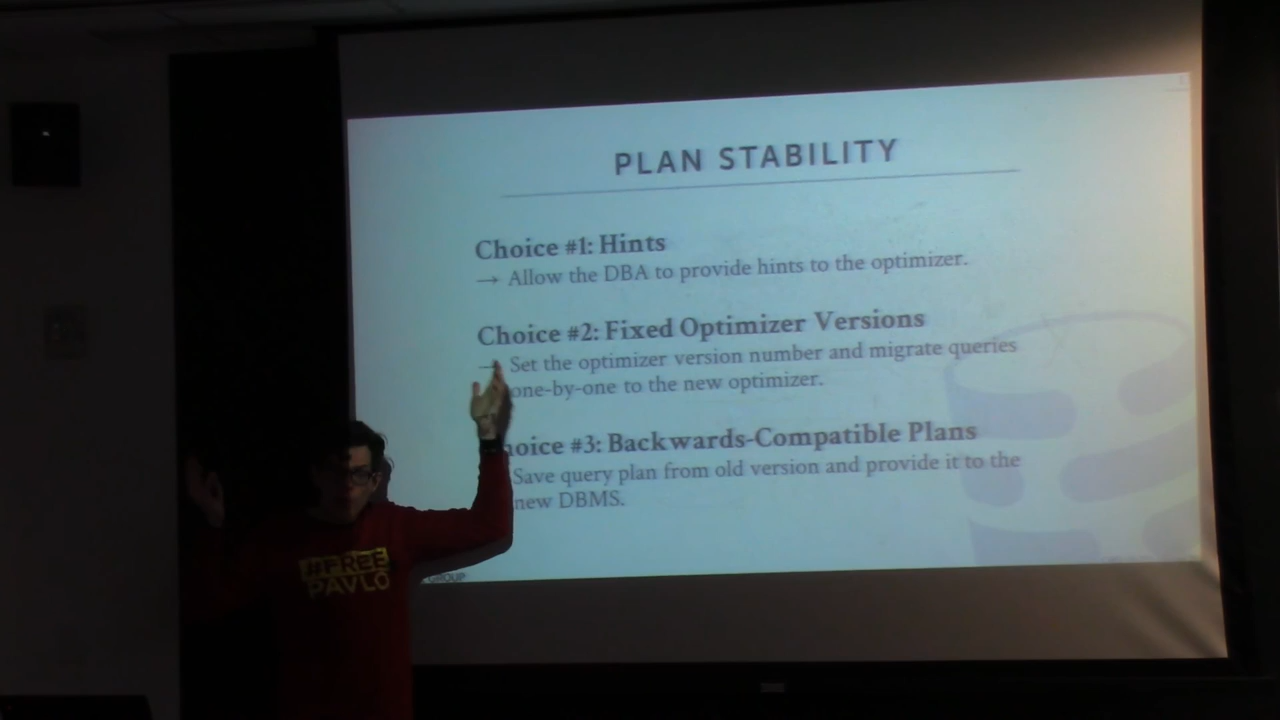 PLAN STABILITY
Choice #1: Hints
→ Allow the DBA to provide hints to the optimizer.
Choice #2: Fixed Optimizer Versions
→ Set the optimizer version number and migrate queries
one-by-one to the new optimizer.
hoice #3: Backwards-Compatible Plans
Save query plan from old version and provide it to the
new DBMS.
GROUP
#FREE
PAVLO